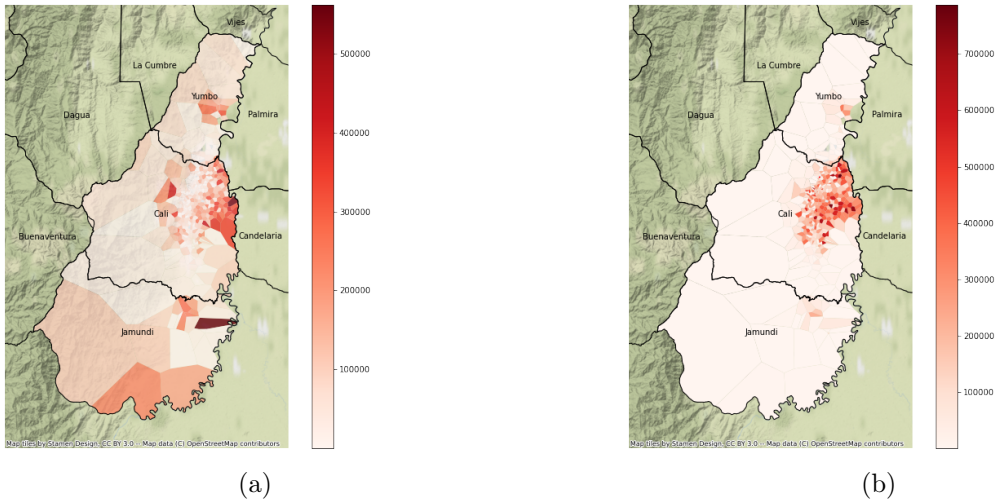 Vijes
La Cumbre
Yumbo
Dagua
Palmira
Cali
Buenaventura
Candelaria
Jamundi
Map tiles by Stamen Design, CC BY 3.0 -- Map data (C) OpenStreetMap contributors
500000
400000
300000
200000
100000
(a)
Vijes
La Cumbre
Yumbo
Dagua
Palmira
Cali
Buenaventura
Candelaria
Jamundi
Map tiles by Stamen Design, CC BY 3.0 -- Map data (C) OpenStreetMap contributors
700000
600000
500000
400000
300000
200000
100000
(b)